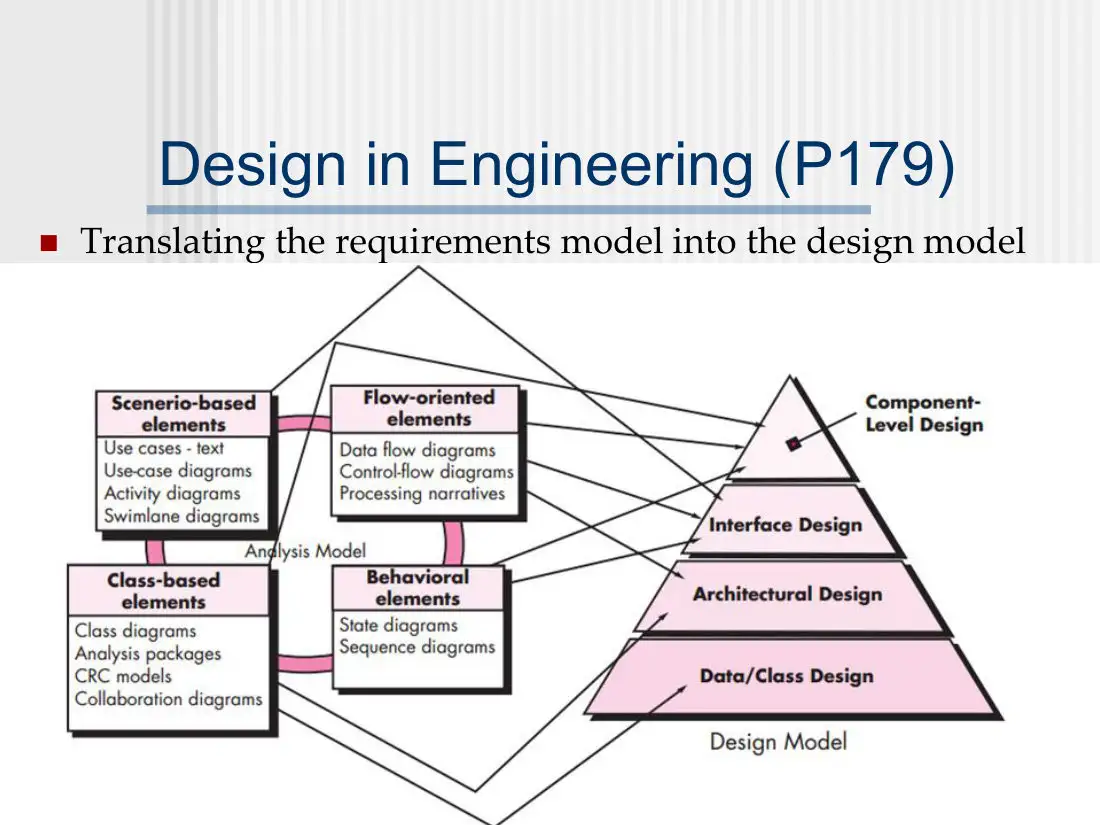 Design in Engineering (P179)
Translating the requirements model into the design model
Scenerio-based
elements
Use cases - text
Use-case diagrams
Activity diagrams
Swimlane diagrams
Flow-oriented
elements
Data flow diagrams
Control-flow diagrams
Processing narratives
Analysis Model
Class-based
elements
Class diagrams
Analysis packages
CRC models
Collaboration diagrams
Behavioral
elements
State diagrams
Sequence diagrams
Component-
Level Design
Interface Design
Architectural Design
Data/Class Design
Design Model